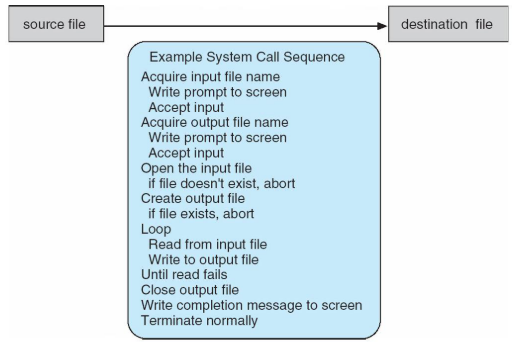 source file
destination file
Example System Call Sequence
Acquire input file name
Write prompt to screen
Accept input
Acquire output file name
Write prompt to screen
Accept input
Open the input file
if file doesn't exist, abort
Create output file
if file exists, abort
Loop
Read from input file
Write to output file
Until read fails
Close output file
Write completion message to screen
Terminate normally